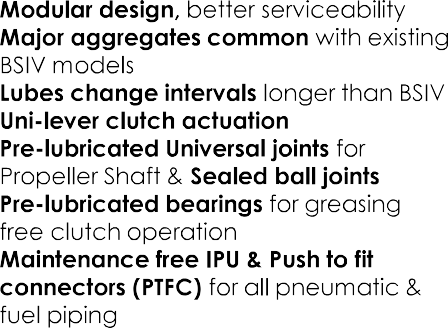 Modular design, better serviceability
Major aggregates common with existing
BSIV models
Lubes change intervals longer than BSIV
Uni-lever clutch actuation
Pre-lubricated Universal joints for
Propeller Shaft & Sealed ball joints
Pre-lubricated bearings for greasing
free clutch operation
Maintenance free IPU & Push to fit
connectors (PTFC) for all pneumatic &
fuel piping